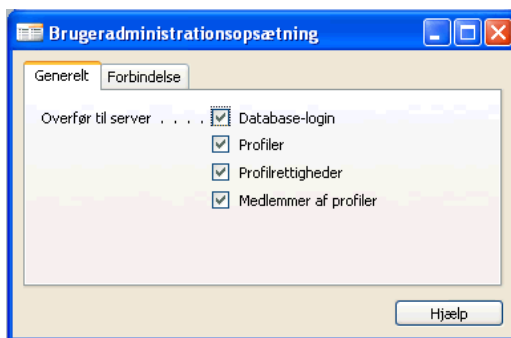 Brugeradministrationsopsætning
Generelt Forbindelse
Overfør til server . . . . Database-login
Profiler
Profilrettigheder
Medlemmer af profiler
Hjælp